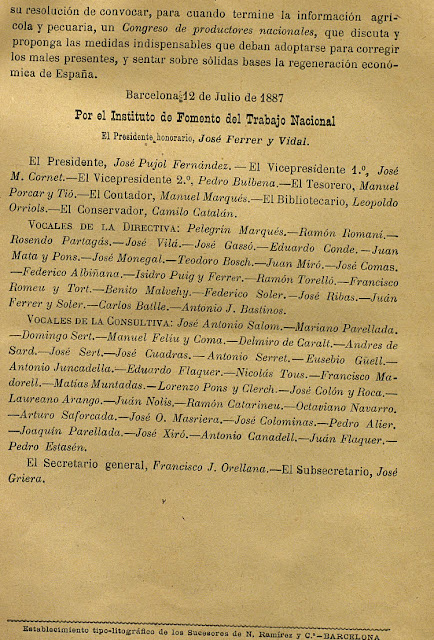 su resolución de convocar, para cuando termine la información agrí-
cola y pecuaria, un Congreso de productores nacionales, que discuta y
proponga las medidas indispensables que deban adoptarse para corregir
los males presentes, y sentar sobre sólidas bases la regeneración econó-
mica de España.
Barcelona 12 de Julio de 1887
Por el Instituto de Fomento del Trabajo Nacional
El Presidente honorario, José Ferrer y Vidal.
El Presidente, José Pujol Fernández.—El Vicepresidente 1.º, José
M. Cornet.—El Vicepresidente 2.º, Pedro Bulbena.—El Tesorero, Manuel
Porcar y Tió.—El Contador, Manuel Marqués.—El Bibliotecario, Leopoldo
Orriols.—El Conservador, Camilo Catalán.
VOCALES DE LA DIRECTIVA: Pelegrín Marqués.—Ramón Romaní.—
Rosendo Partagás.—José Vilá.—José Gassó.—Eduardo Conde.—Juan
Mata y Pons.—José Monegal.—Teodoro Bosch.—Juan Miró.—José Comas.
—Federico Albiñana.—Isidro Puig y Ferrer.—Ramón Torelló.—Francisco
Romeu y Tort.—Benito Malvehy.—Federico Soler.—José Ribas.—Juán
Ferrer y Soler.—Carlos Batlle.—Antonio J. Bastinos.
VOCALES DE LA CONSULTIVA: José Antonio Salom.—Mariano Parellada.
—Domingo Sert.—Manuel Feliu y Coma.—Delmiro de Caralt.—Andres de
Sard.—José Sert.—José Cuadras.—Antonio Serret.—Eusebio Güell.—
Antonio Juncadella.—Eduardo Flaquer.—Nicolás Tous.—Francisco Ma-
dorell.—Matías Muntadas.—Lorenzo Pons y Clerch.—José Colón y Roca.—
Laureano Arango.—Juán Nolis.—Ramón Catarineu.—Octaviano Navarro.
—Arturo Saforcada.—José O. Masriera.—José Colominas.—Pedro Alier.
—Joaquín Parellada.—José Xiró.—Antonio Canadell.—Juán Flaquer.—
Pedro Estasén.
El Secretario general, Francisco J. Orellana.—El Subsecretario, José
Griera.
Establecimiento tipo-litográfico de los Sucesores de N. Ramírez y C.ª—BARCELONA